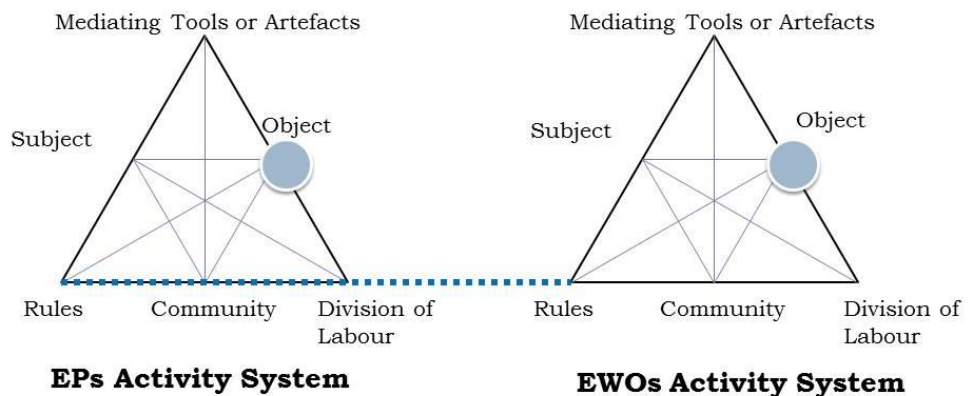 Mediating Tools or Artefacts
Subject
Object
Rules
Community
Division of
Labour
EPs Activity System
Mediating Tools or Artefacts
Subject
Object
Rules
Community
Division of
Labour
EWOs Activity System